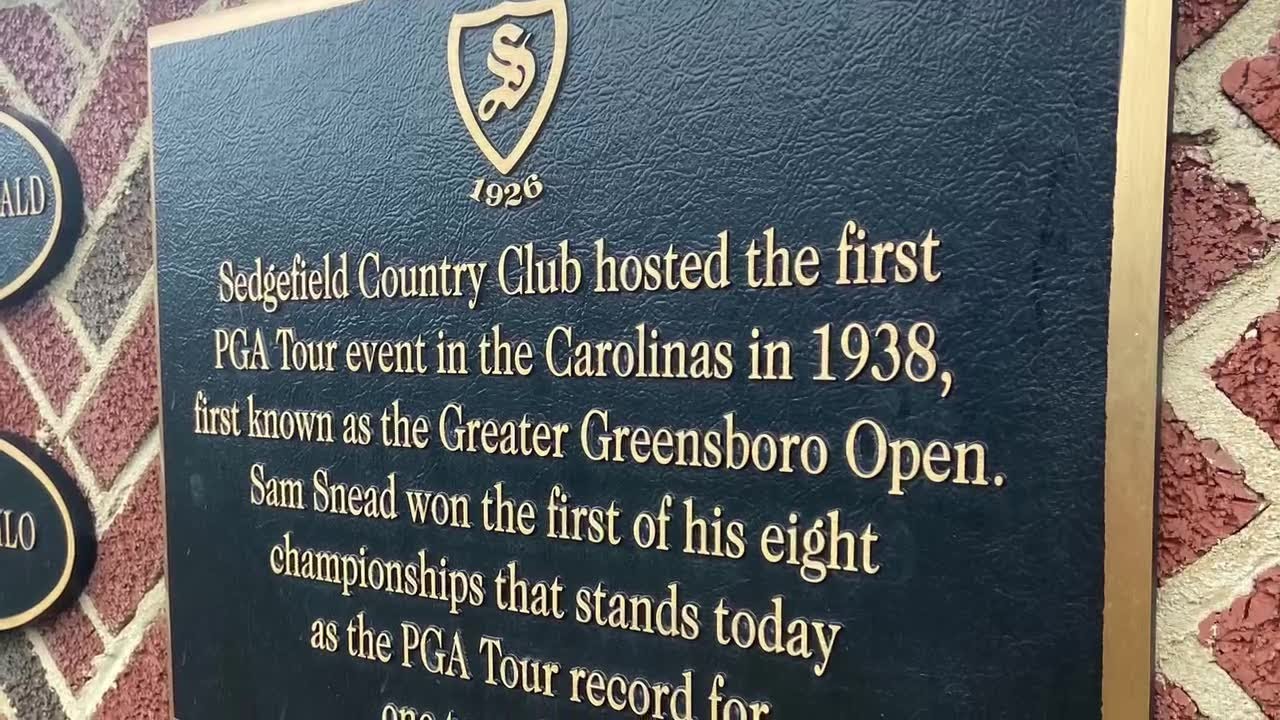 S
1926
Sedgefield Country Club hosted the first
PGA Tour event in the Carolinas in 1938,
first known as the Greater Greensboro Open.
Sam Snead won the first of his eight
championships that stands today
as the PGA Tour record for
ALD
LO